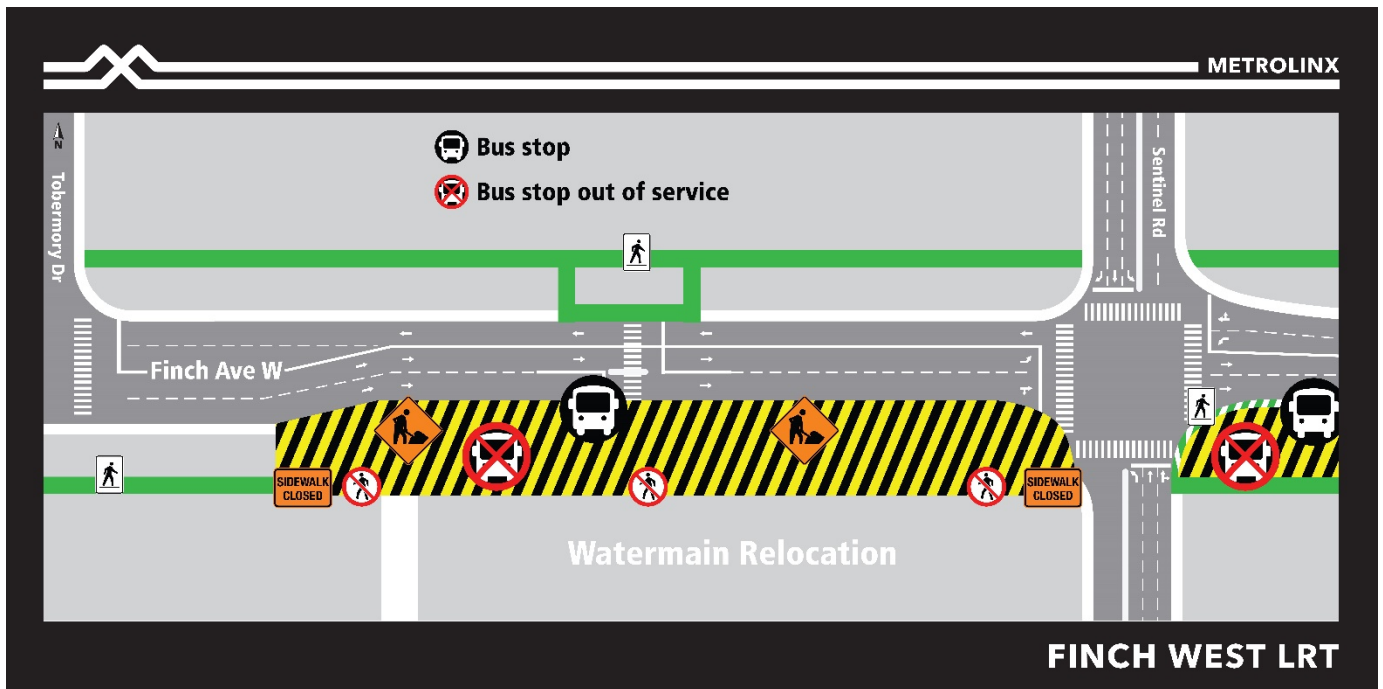 METROLINX
N
Tobermory Dr
Bus stop
Bus stop out of service
Sentinel Rd
Finch Ave W
SIDEWALK
CLOSED
SIDEWALK
CLOSED
Watermain Relocation
FINCH WEST LRT